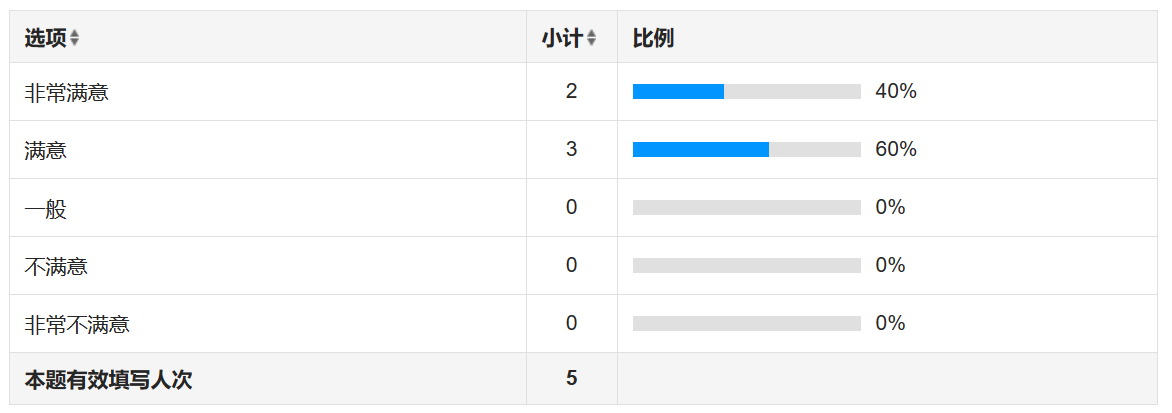 选项 小计 比例
非常满意 2 40%
满意 3 60%
一般 0 0%
不满意 0 0%
非常不满意 0 0%
本题有效填写人次 5